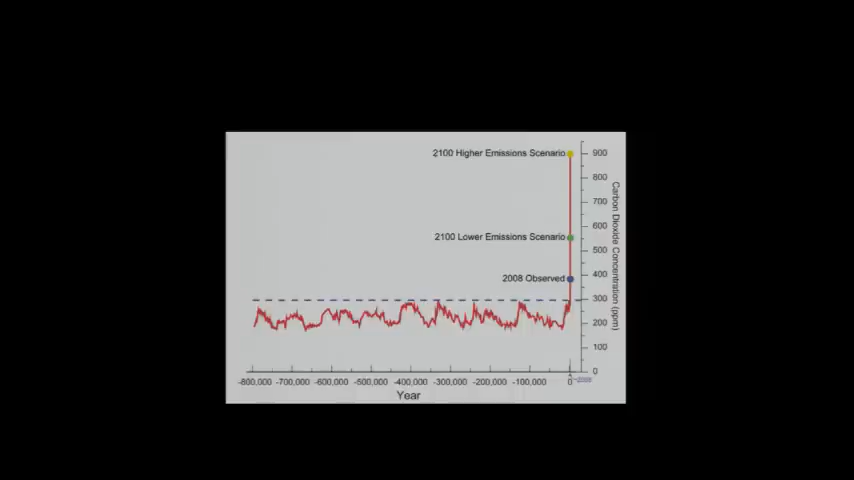 2100 Higher Emissions Scenario
900
800
700
2100 Lower Emissions Scenario
600
500
2008 Observed
400
300
200
100
0
Carbon Dioxide Concentration (ppm)
-800,000 -700,000 -600,000 -500,000 -400,000 -300,000 -200,000 -100,000 0
2008
Year